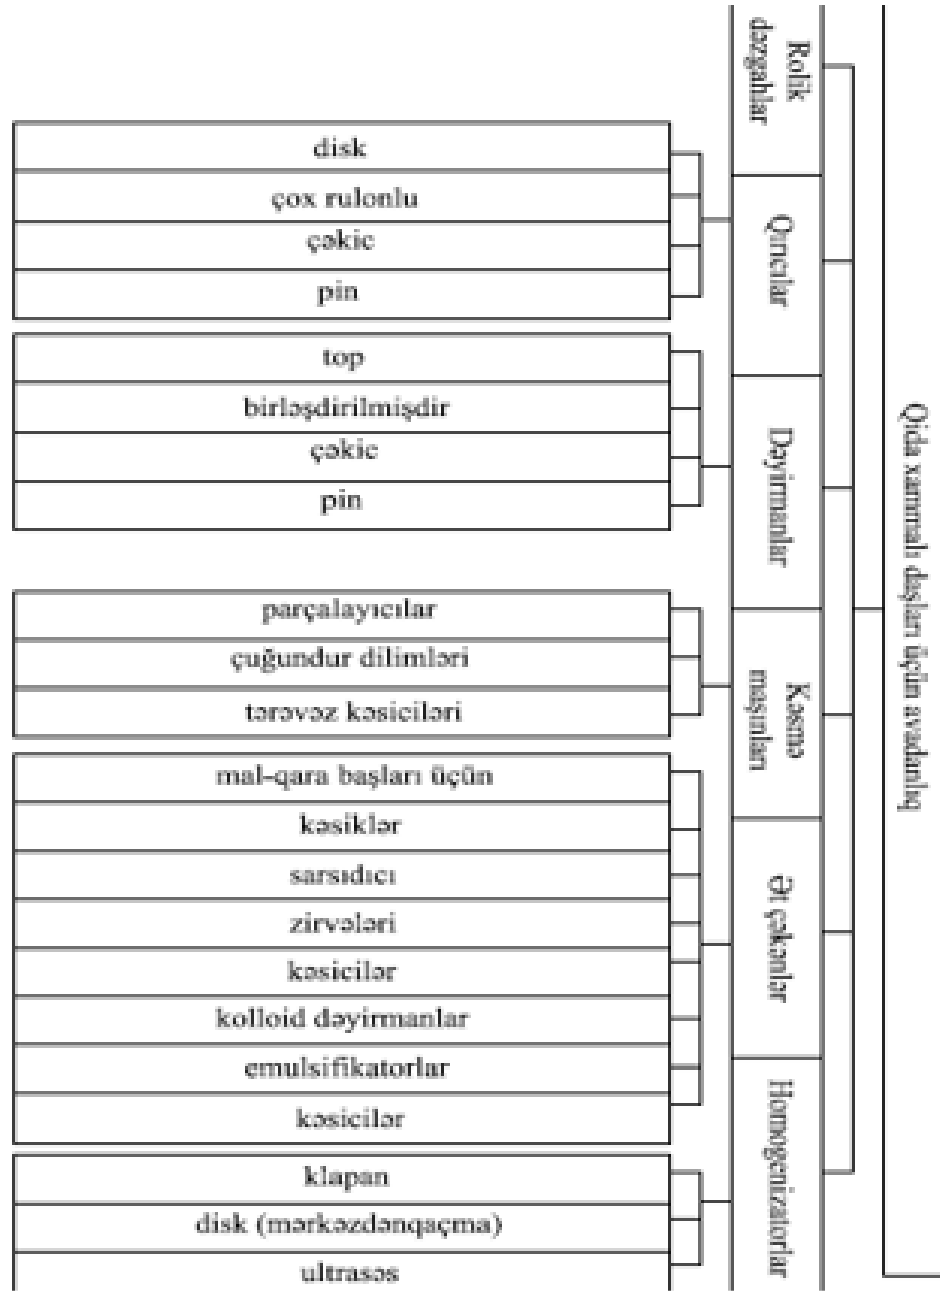 Qida xammalı daşları üçün avadanlıq
Rolik
dəzgahlar
Qırıcılar
disk
çox rulonlu
çəkic
pin
Dəyirmanlar
top
birləşdirilmişdir
çəkic
pin
Kəsmə
maşınları
parçalayıcılar
çuğundur dilimləri
tərəvəz kəsiciləri
Ət çəkənlər
mal-qara başları üçün
kəsiklər
sarsıdıcı
zirvələri
kəsicilər
kolloid dəyirmanlar
emulsifikatorlar
kəsicilər
Homogenizatorlar
klapan
disk (mərkəzdənqaçma)
ultrasəs